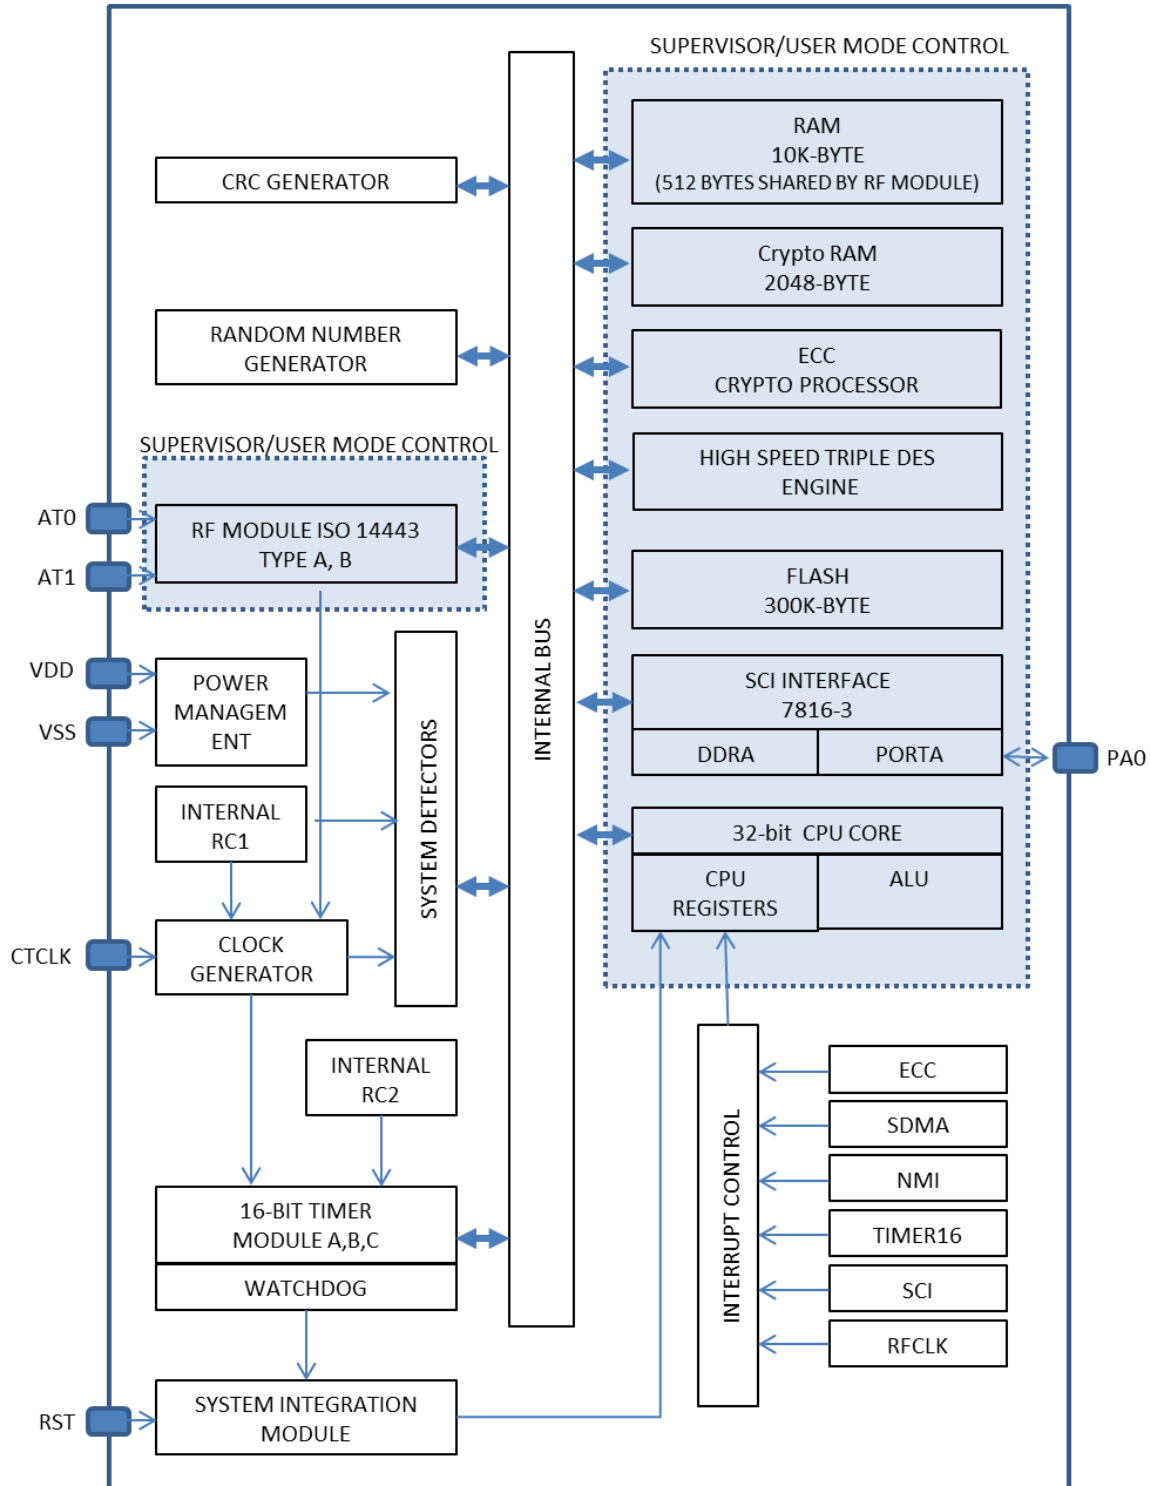 SUPERVISOR/USER MODE CONTROL
RAM
10K-BYTE
(512 BYTES SHARED BY RF MODULE)
CRC GENERATOR
Crypto RAM
2048-BYTE
RANDOM NUMBER
GENERATOR
ECC
CRYPTO PROCESSOR
SUPERVISOR/USER MODE CONTROL
HIGH SPEED TRIPLE DES
ENGINE
AT0
RF MODULE ISO 14443
TYPE A, B
AT1
FLASH
300K-BYTE
INTERNAL BUS
VDD
POWER
MANAGEM
ENT
VSS
SCI INTERFACE
7816-3
DDRA
PORTA
PA0
SYSTEM DETECTORS
INTERNAL
RC1
32-bit CPU CORE
CPU
REGISTERS
ALU
CTCLK
CLOCK
GENERATOR
INTERNAL
RC2
INTERRUPT CONTROL
ECC
SDMA
NMI
TIMER16
SCI
RFCLK
16-BIT TIMER
MODULE A,B,C
WATCHDOG
RST
SYSTEM INTEGRATION
MODULE